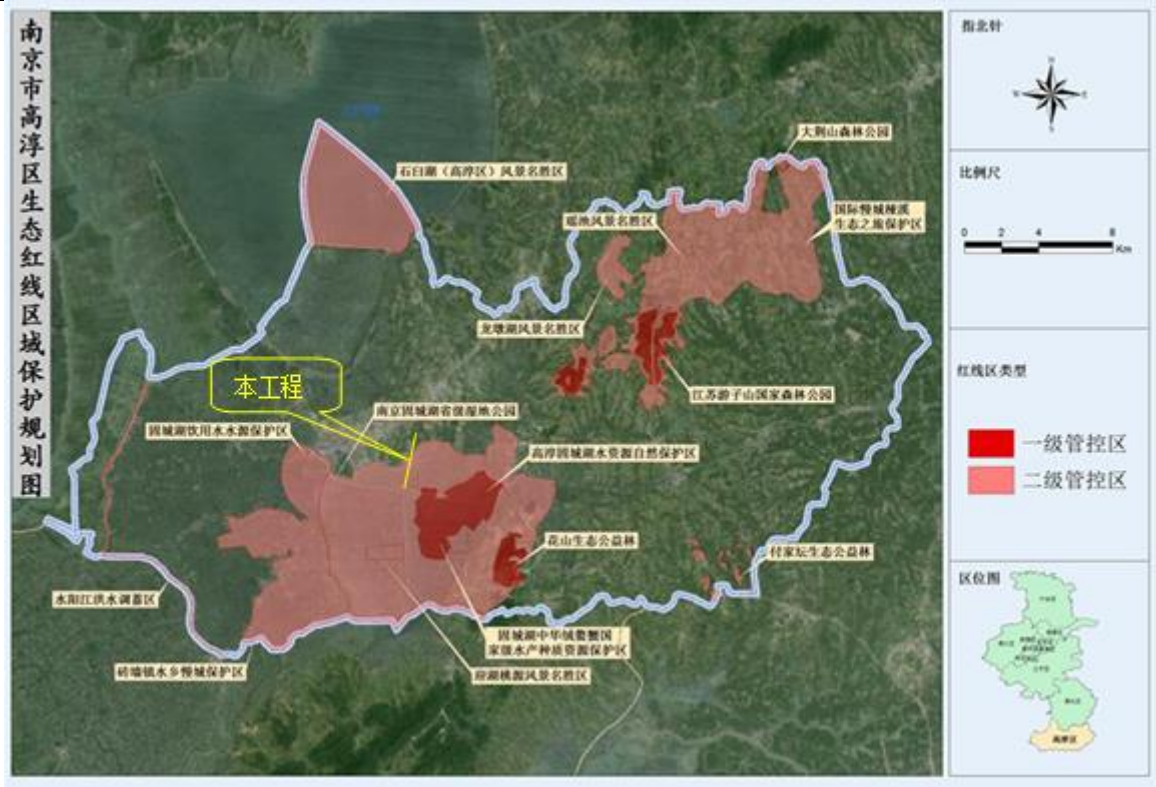 南京市高淳区生态红线区域保护规划图
大荆山森林公园
石臼湖（高淳区）风景名胜区
国际慢城桠溪
生态之旅保护区
瑶池风景名胜区
龙墩湖风景名胜区
江苏游子山国家森林公园
本工程
南京固城湖省级湿地公园
固城湖饮用水水源保护区
高淳固城湖水资源自然保护区
花山生态公益林
付家坛生态公益林
水阳江洪水调蓄区
固城湖中华绒螯蟹国
家级水产种质资源保护区
砖墙镇水乡慢城保护区
迎湖桃源风景名胜区
指北针
N
W
E
S
比例尺
0 2 4 8
Km
红线区类型
一级管控区
二级管控区
区位图
高淳区